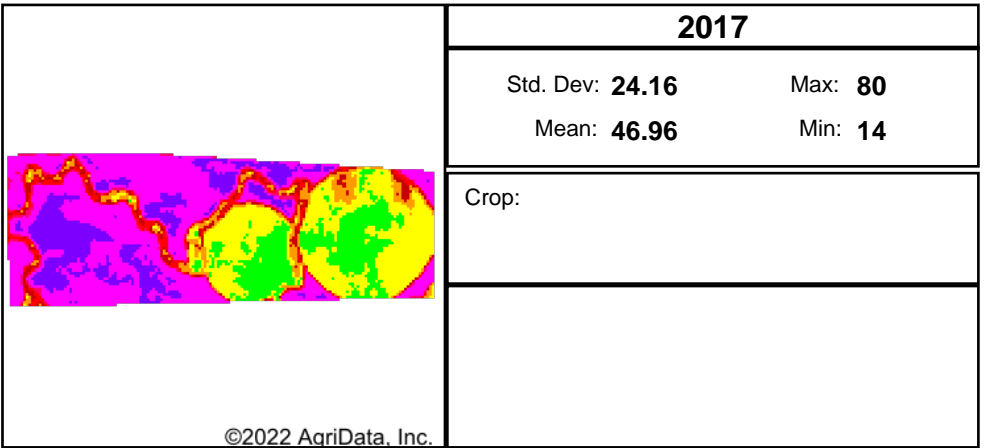 2017
Std. Dev: 24.16 Max: 80
Mean: 46.96 Min: 14
Crop:
©2022 AgriData, Inc.